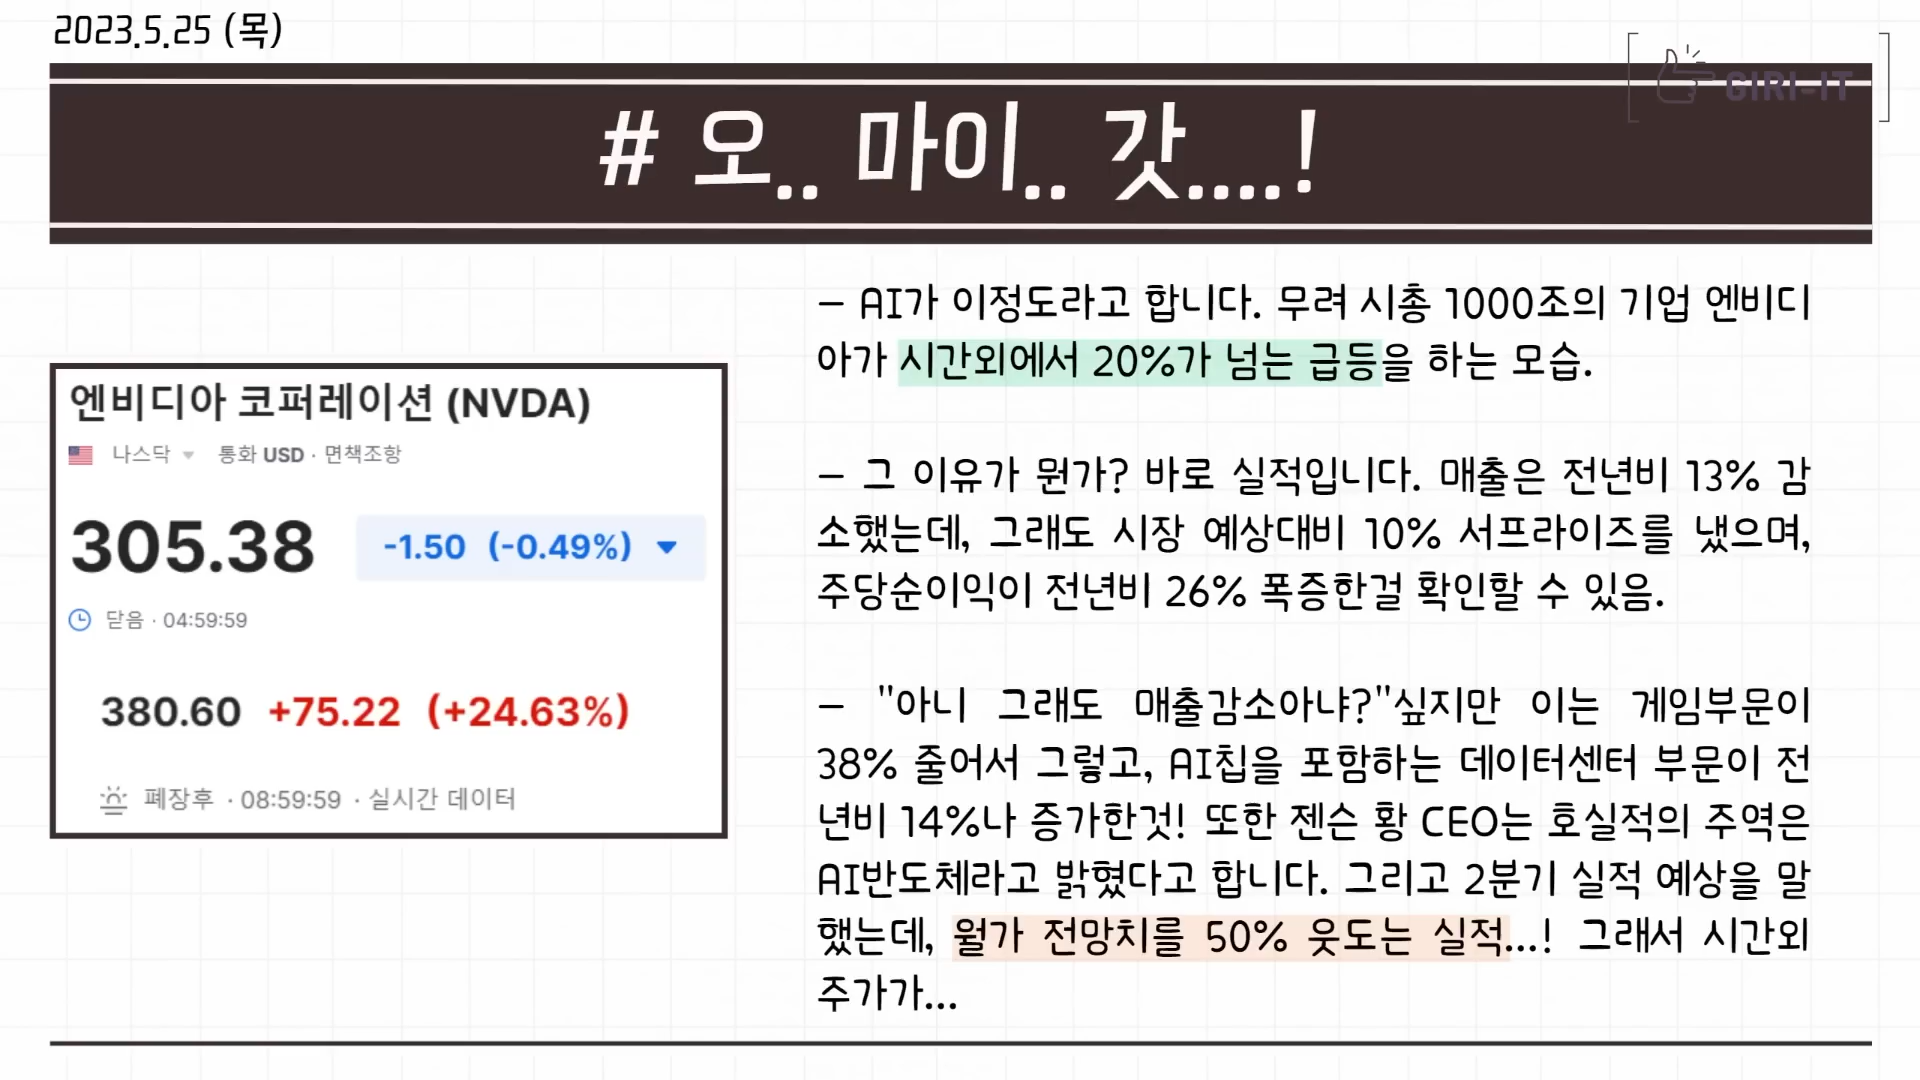 2023.5.25 (목)
GIRI-IT
# 오.. 마이.. 갓....!
엔비디아 코퍼레이션 (NVDA)
나스닥 통화 USD · 면책조항
305.38 -1.50 (-0.49%)
닫음 · 04:59:59
380.60 +75.22 (+24.63%)
폐장후 · 08:59:59 · 실시간 데이터
- AI가 이정도라고 합니다. 무려 시총 1000조의 기업 엔비디
아가 시간외에서 20%가 넘는 급등을 하는 모습.
- 그 이유가 뭔가? 바로 실적입니다. 매출은 전년비 13% 감
소했는데, 그래도 시장 예상대비 10% 서프라이즈를 냈으며,
주당순이익이 전년비 26% 폭증한걸 확인할 수 있음.
- "아니 그래도 매출감소아냐?"싶지만 이는 게임부문이
38% 줄어서 그렇고, AI칩을 포함하는 데이터센터 부문이 전
년비 14%나 증가한것! 또한 젠슨 황 CEO는 호실적의 주역은
AI반도체라고 밝혔다고 합니다. 그리고 2분기 실적 예상을 말
했는데, 월가 전망치를 50% 웃도는 실적...! 그래서 시간외
주가가...